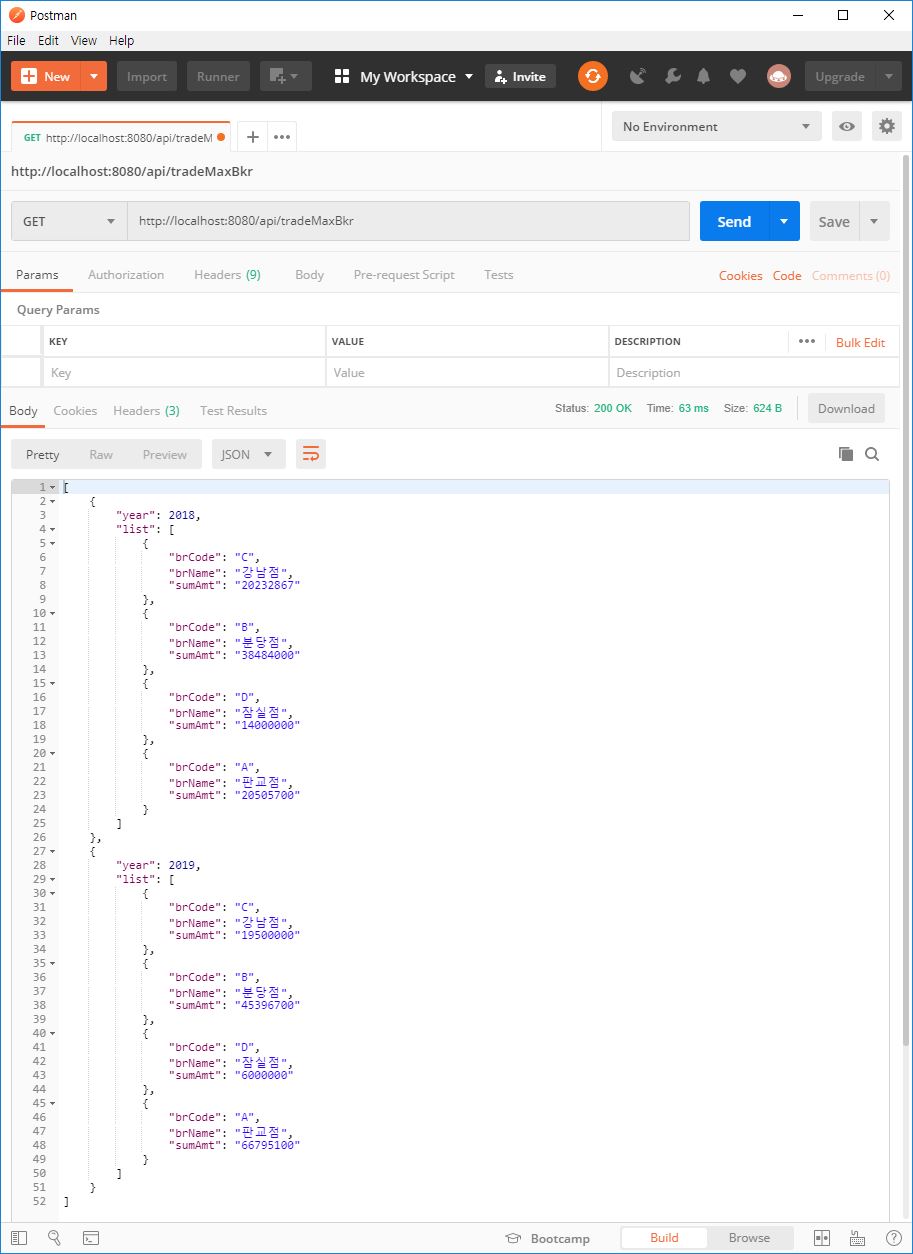 Postman
File Edit View Help
New Import Runner My Workspace Invite Upgrade
GET http://localhost:8080/api/tradeM + ••• No Environment
http://localhost:8080/api/tradeMaxBkr
GET http://localhost:8080/api/tradeMaxBkr Send Save
Params Authorization Headers (9) Body Pre-request Script Tests Cookies Code Comments (0)
Query Params
KEY VALUE DESCRIPTION ••• Bulk Edit
Key Value Description
Body Cookies Headers (3) Test Results Status: 200 OK Time: 63 ms Size: 624 B Download
Pretty Raw Preview JSON
1 [
2 {
3 "year": 2018,
4 "list": [
5 {
6 "brCode": "C",
7 "brName": "강남점",
8 "sumAmt": "20232867"
9 },
10 {
11 "brCode": "B",
12 "brName": "분당점",
13 "sumAmt": "38484000"
14 },
15 {
16 "brCode": "D",
17 "brName": "잠실점",
18 "sumAmt": "14000000"
19 },
20 {
21 "brCode": "A",
22 "brName": "판교점",
23 "sumAmt": "20505700"
24 }
25 ]
26 },
27 {
28 "year": 2019,
29 "list": [
30 {
31 "brCode": "C",
32 "brName": "강남점",
33 "sumAmt": "19500000"
34 },
35 {
36 "brCode": "B",
37 "brName": "분당점",
38 "sumAmt": "45396700"
39 },
40 {
41 "brCode": "D",
42 "brName": "잠실점",
43 "sumAmt": "6000000"
44 },
45 {
46 "brCode": "A",
47 "brName": "판교점",
48 "sumAmt": "66795100"
49 }
50 ]
51 }
52 ]
Bootcamp Build Browse